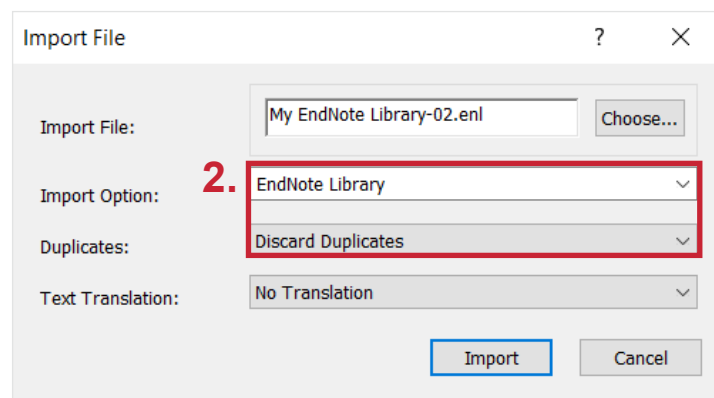 Import File ?
Import File: My EndNote Library-02.enl Choose...
2.
Import Option: EndNote Library
Duplicates: Discard Duplicates
Text Translation: No Translation
Import Cancel